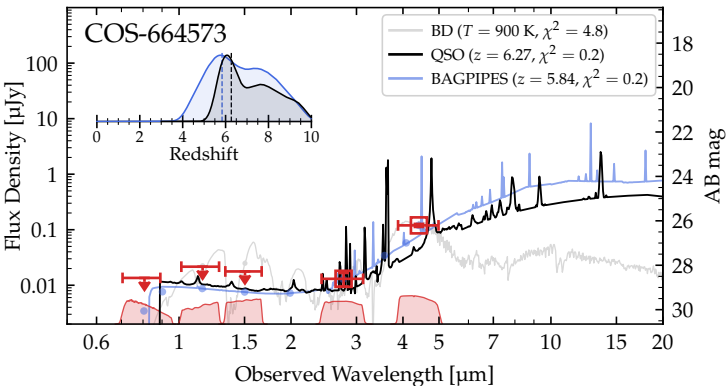 COS-664573
BD (T = 900 K, χ² = 4.8)
QSO (z = 6.27, χ² = 0.2)
BAGPIPES (z = 5.84, χ² = 0.2)
0 2 4 6 8 10
Redshift
100
10
1
0.1
0.01
Flux Density [μJy]
18
20
22
24
26
28
30
AB mag
0.6 1 1.5 2 3 4 5 10 15 20
Observed Wavelength [μm]